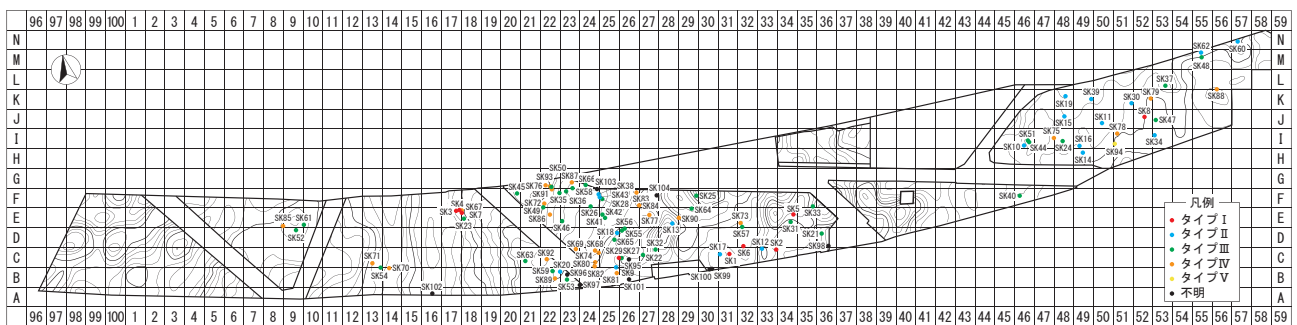 96 97 98 99 100 1 2 3 4 5 6 7 8 9 10 11 12 13 14 15 16 17 18 19 20 21 22 23 24 25 26 27 28 29 30 31 32 33 34 35 36 37 38 39 40 41 42 43 44 45 46 47 48 49 50 51 52 53 54 55 56 57 58 59
N N
SK62 SK60
M M
SK48
L L
SK37
SK39 SK30 SK79 SK88
K K
SK19 SK8
J J
SK15 SK11 SK47
SK51 SK75 SK16 SK78
I I
SK10 SK44 SK24 SK34
SK14 SK94
H H
SK50
SK93 SK87 SK66
G G
SK45 SK76 SK103 SK38 SK104
SK91 SK58 SK43 SK25
F F
SK4 SK67 SK72 SK35 SK36 SK28 SK83 SK84 SK40
SK3 SK7 SK49 SK26 SK42 SK64 SK5 SK33
凡例
E E
SK85 SK61 SK23 SK86 SK46 SK41 SK77 SK90 SK73 SK31
タイプⅠ
SK52 SK18 SK56 SK55 SK13 SK57 SK21
タイプⅡ
D D
SK69 SK68 SK65 SK32 SK17 SK12 SK2 SK98
タイプⅢ
SK71 SK63 SK92 SK74 SK29 SK27 SK22 SK6
C C
タイプⅣ
SK54 SK70 SK59 SK20 SK80 SK95 SK1
タイプⅤ
B B
SK89 SK96 SK82 SK9 SK100 SK99
不明
SK102 SK53 SK97 SK81 SK101
A A
96 97 98 99 100 1 2 3 4 5 6 7 8 9 10 11 12 13 14 15 16 17 18 19 20 21 22 23 24 25 26 27 28 29 30 31 32 33 34 35 36 37 38 39 40 41 42 43 44 45 46 47 48 49 50 51 52 53 54 55 56 57 58 59